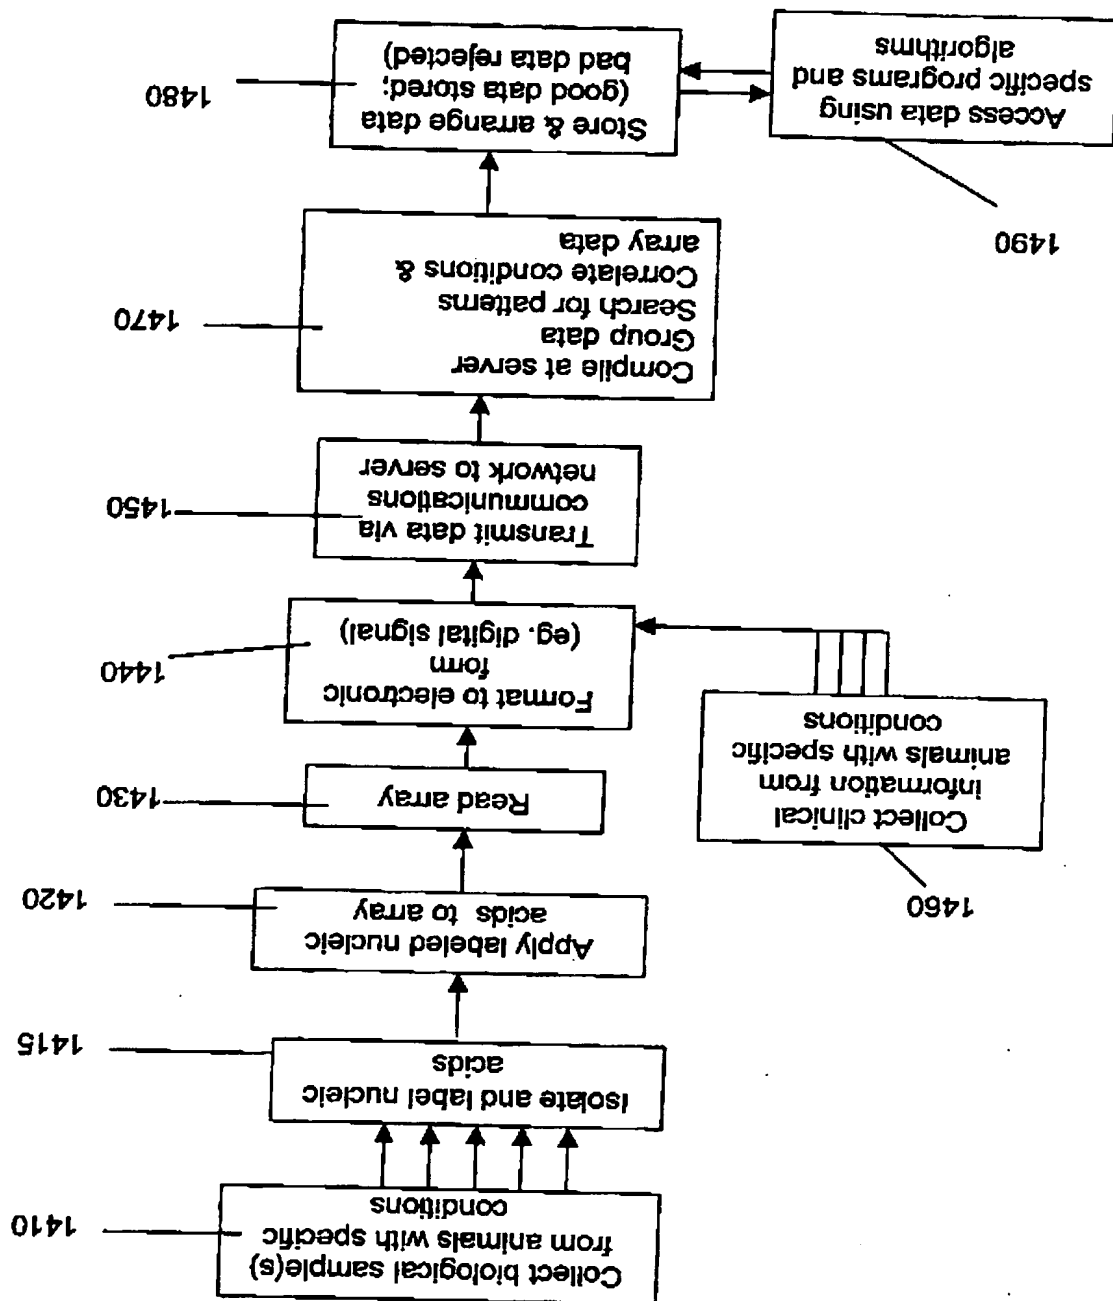 Collect biological sample(s)
from animals with specific
conditions
1410
Isolate and label nucleic
acids
1415
Apply labeled nucleic
acids to array
1420
Collect clinical
information from
animals with specific
conditions
1460
Read array
1430
Format to electronic
form
(eg. digital signal)
1440
Transmit data via
communications
network to server
1450
Compile at server
Group data
Search for patterns
Correlate conditions &
array data
1470
1490
Access data using
specific programs and
algorithms
Store & arrange data
(good data stored;
bad data rejected)
1480